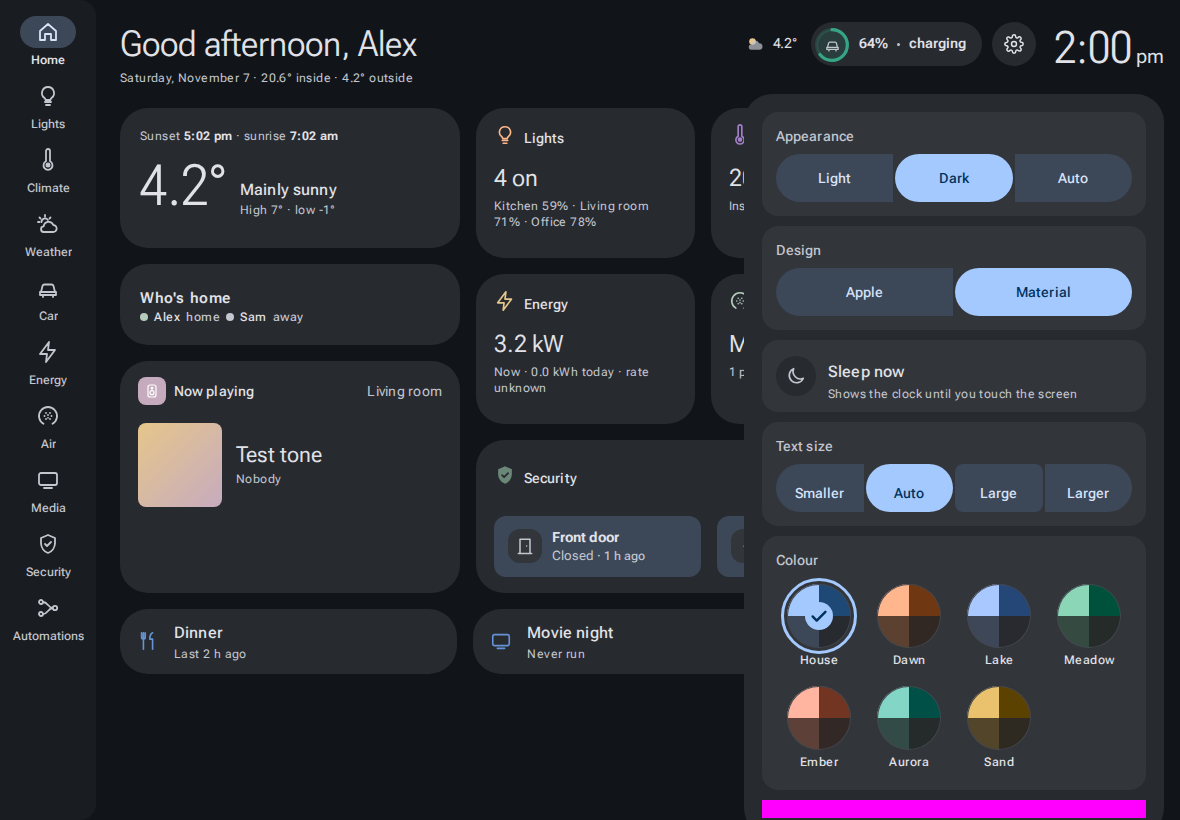 Home
Lights
Climate
Weather
Car
Energy
Air
Media
Security
Automations
Good afternoon, Alex
Saturday, November 7 · 20.6° inside · 4.2° outside
4.2°
64% · charging
2:00 pm
Sunset 5:02 pm · sunrise 7:02 am
4.2°
Mainly sunny
High 7° · low -1°
Who's home
Alex home Sam away
Now playing
Living room
Test tone
Nobody
Lights
4 on
Kitchen 59% · Living room
71% · Office 78%
Energy
3.2 kW
Now · 0.0 kWh today · rate
unknown
Security
Front door
Closed · 1 h ago
Dinner
Last 2 h ago
Movie night
Never run
Appearance
Light
Dark
Auto
Design
Apple
Material
Sleep now
Shows the clock until you touch the screen
Text size
Smaller
Auto
Large
Larger
Colour
House
Dawn
Lake
Meadow
Ember
Aurora
Sand